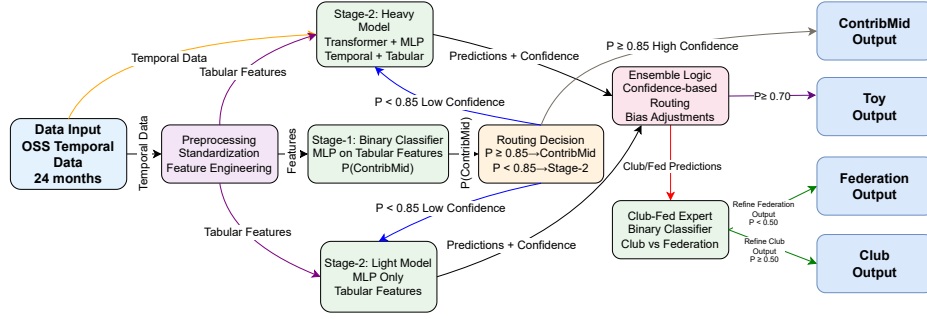 Data Input
OSS Temporal
Data
24 months
Temporal Data
Temporal Data
Preprocessing
Standardization
Feature Engineering
Tabular Features
Features
Tabular Features
Stage-2: Heavy
Model
Transformer + MLP
Temporal + Tabular
Stage-1: Binary Classifier
MLP on Tabular Features
P(ContribMid)
Stage-2: Light Model
MLP Only
Tabular Features
P(ContribMid)
P < 0.85 Low Confidence
Routing Decision
P ≥ 0.85→ContribMid
P < 0.85→Stage-2
P < 0.85 Low Confidence
Predictions + Confidence
Predictions + Confidence
P ≥ 0.85 High Confidence
Ensemble Logic
Confidence-based
Routing
Bias Adjustments
P≥ 0.70
Club/Fed Predictions
Club-Fed Expert
Binary Classifier
Club vs Federation
Refine Federation
Output
P < 0.50
Refine Club
Output
P ≥ 0.50
ContribMid
Output
Toy
Output
Federation
Output
Club
Output